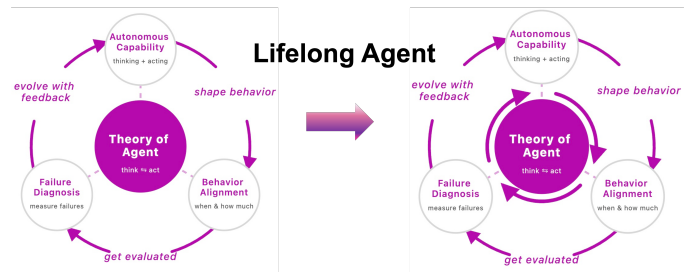 Lifelong Agent
Autonomous
Capability
thinking + acting
evolve with
feedback
shape behavior
Theory of
Agent
think ⇋ act
Failure
Diagnosis
measure failures
Behavior
Alignment
when & how much
get evaluated
Autonomous
Capability
thinking + acting
evolve with
feedback
shape behavior
Theory of
Agent
think ⇋ act
Failure
Diagnosis
measure failures
Behavior
Alignment
when & how much
get evaluated